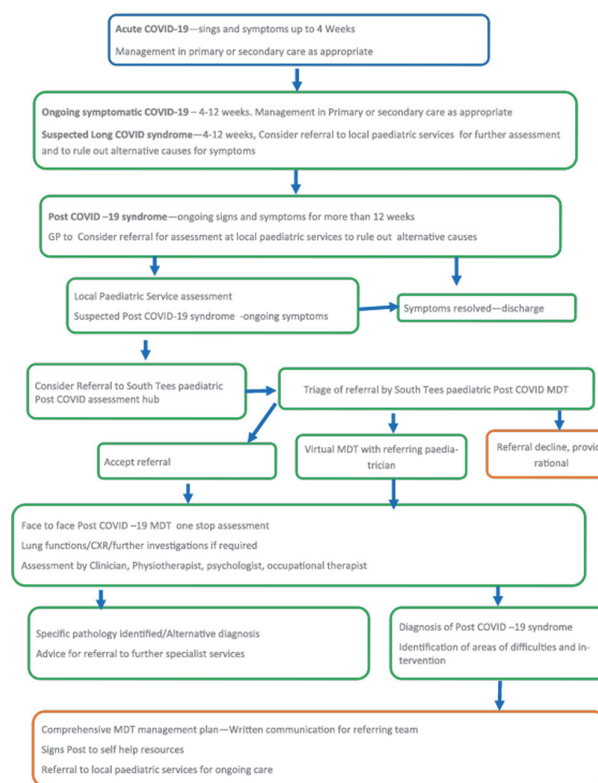 Acute COVID-19—sings and symptoms up to 4 Weeks
Management in primary or secondary care as appropriate
Ongoing symptomatic COVID-19 – 4-12 weeks. Management in Primary or secondary care as appropriate
Suspected Long COVID syndrome—4-12 weeks, Consider referral to local paediatric services for further assessment
and to rule out alternative causes for symptoms
Post COVID –19 syndrome—ongoing signs and symptoms for more than 12 weeks
GP to Consider referral for assessment at local paediatric services to rule out alternative causes
Local Paediatric Service assessment
Suspected Post COVID-19 syndrome -ongoing symptoms
Symptoms resolved—discharge
Consider Referral to South Tees paediatric
Post COVID assessment hub
Triage of referral by South Tees paediatric Post COVID MDT
Accept referral
Virtual MDT with referring paedia-
trician
Referral decline, provid
rational
Face to face Post COVID –19 MDT one stop assessment
Lung functions/CXR/further investigations if required
Assessment by Clinician, Physiotherapist, psychologist, occupational therapist
Specific pathology identified/Alternative diagnosis
Advice for referral to further specialist services
Diagnosis of Post COVID –19 syndrome
Identification of areas of difficulties and in-
tervention
Comprehensive MDT management plan—Written communication for referring team
Signs Post to self help resources
Referral to local paediatric services for ongoing care